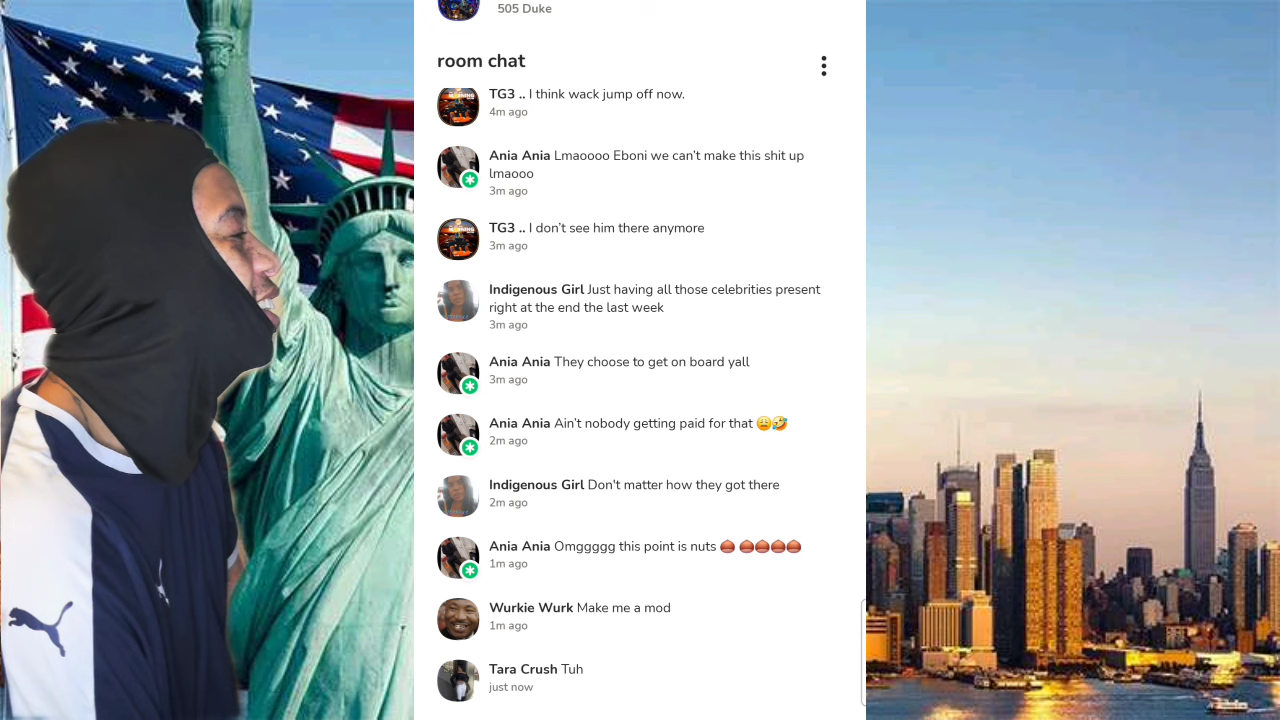 505 Duke
room chat
TG3 .. I think wack jump off now.
4m ago
Ania Ania Lmaoooo Eboni we can’t make this shit up
lmaooo
3m ago
TG3 .. I don’t see him there anymore
3m ago
Indigenous Girl Just having all those celebrities present
right at the end the last week
3m ago
Ania Ania They choose to get on board yall
3m ago
Ania Ania Ain’t nobody getting paid for that 😩🤣
2m ago
Indigenous Girl Don’t matter how they got there
2m ago
Ania Ania Omggggg this point is nuts 🌰 🌰🌰🌰🌰
1m ago
Wurkie Wurk Make me a mod
1m ago
Tara Crush Tuh
just now